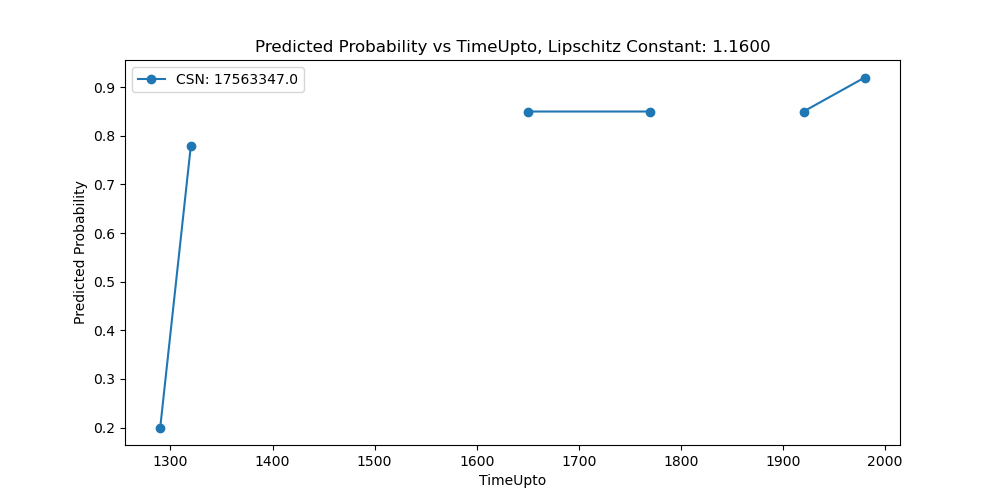 Predicted Probability vs TimeUpto, Lipschitz Constant: 1.1600
CSN: 17563347.0
Predicted Probability
0.9
0.8
0.7
0.6
0.5
0.4
0.3
0.2
1300 1400 1500 1600 1700 1800 1900 2000
TimeUpto